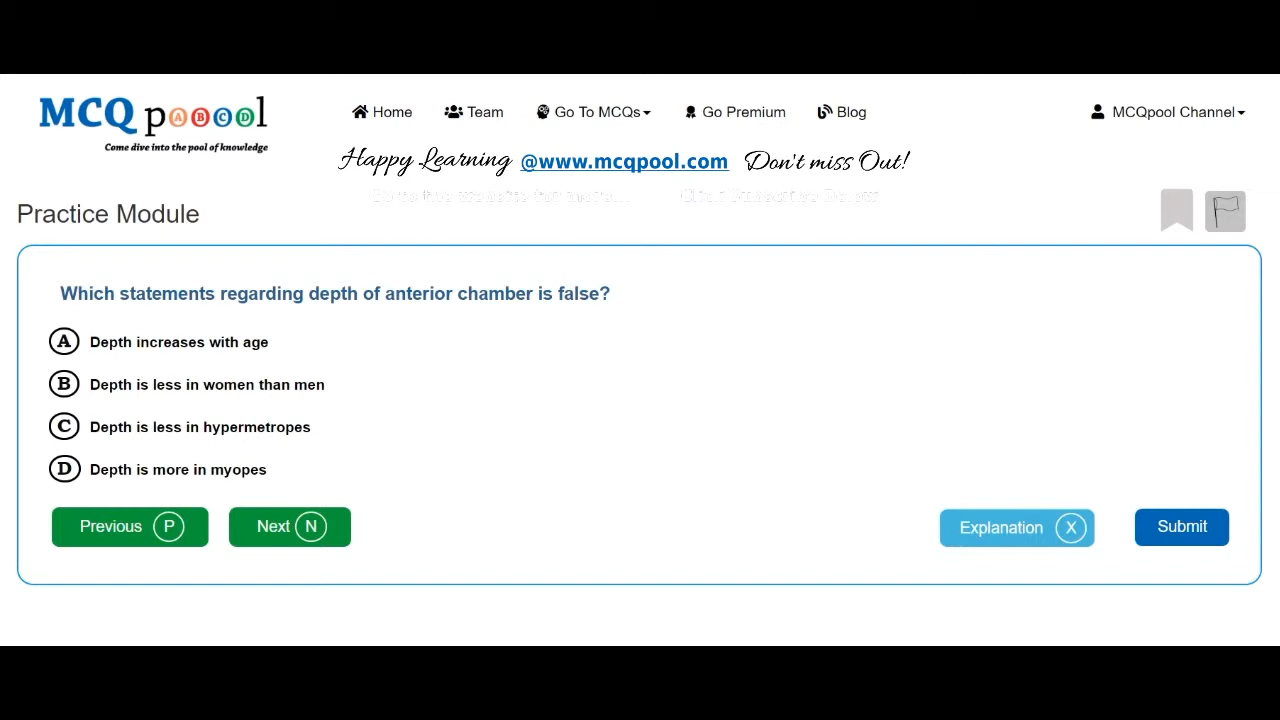 MCQ pABCDl
Come dive into the pool of knowledge
Home Team Go To MCQs Go Premium Blog MCQpool Channel
Happy Learning @www.mcqpool.com Don't miss Out!
Practice Module
Which statements regarding depth of anterior chamber is false?
A Depth increases with age
B Depth is less in women than men
C Depth is less in hypermetropes
D Depth is more in myopes
Previous P Next N Explanation X Submit